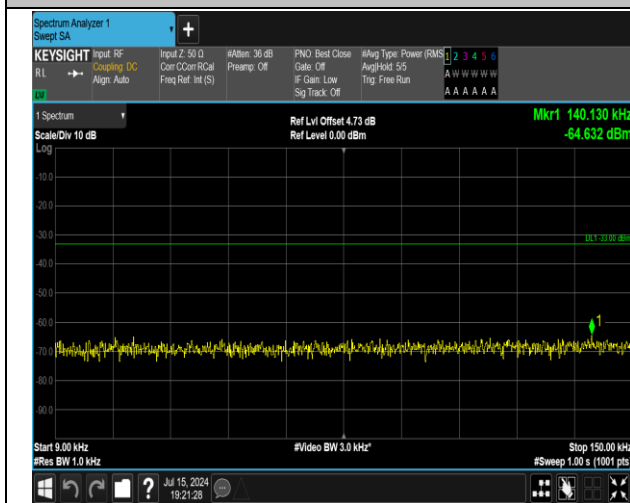 Spectrum Analyzer 1
Swept SA
+
KEYSIGHT
RL
Input: RF
Coupling: DC
Align: Auto
Input Z: 50 Ω
Corr CCorr RCal
Freq Ref: Int (S)
#Atten: 36 dB
Preamp: Off
PNO: Best Close
Gate: Off
IF Gain: Low
Sig Track: Off
#Avg Type: Power (RMS
Avg|Hold: 5/5
Trig: Free Run
1 2 3 4 5 6
A W W W W W
A A A A A A
1 Spectrum
Scale/Div 10 dB
Log
Ref Lvl Offset 4.73 dB
Ref Level 0.00 dBm
Mkr1 140.130 kHz
-64.632 dBm
-10.0
-20.0
-30.0
DL1 -33.00 dBm
-40.0
-50.0
-60.0
1
-70.0
-80.0
-90.0
Start 9.00 kHz
#Res BW 1.0 kHz
#Video BW 3.0 kHz*
Stop 150.00 kHz
#Sweep 1.00 s (1001 pts
?
Jul 15, 2024
19:21:28